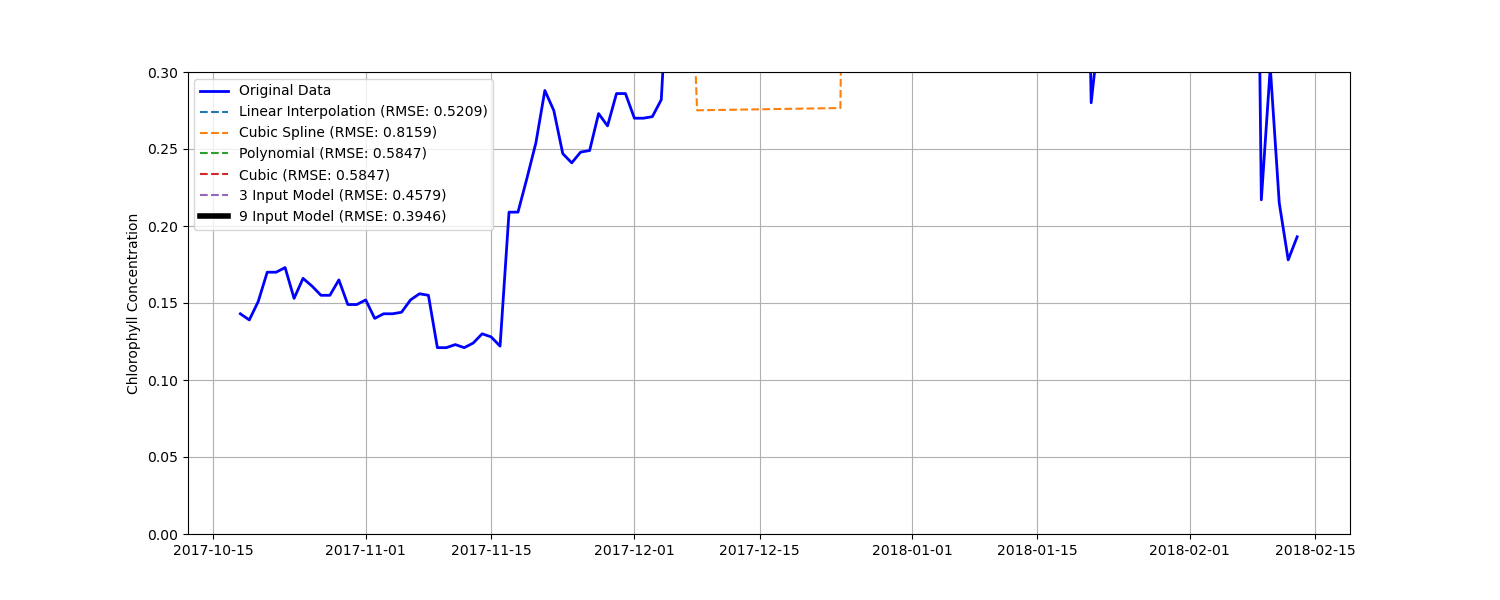 0.30
0.25
0.20
0.15
0.10
0.05
0.00
Chlorophyll Concentration
Original Data
Linear Interpolation (RMSE: 0.5209)
Cubic Spline (RMSE: 0.8159)
Polynomial (RMSE: 0.5847)
Cubic (RMSE: 0.5847)
3 Input Model (RMSE: 0.4579)
9 Input Model (RMSE: 0.3946)
2017-10-15 2017-11-01 2017-11-15 2017-12-01 2017-12-15 2018-01-01 2018-01-15 2018-02-01 2018-02-15